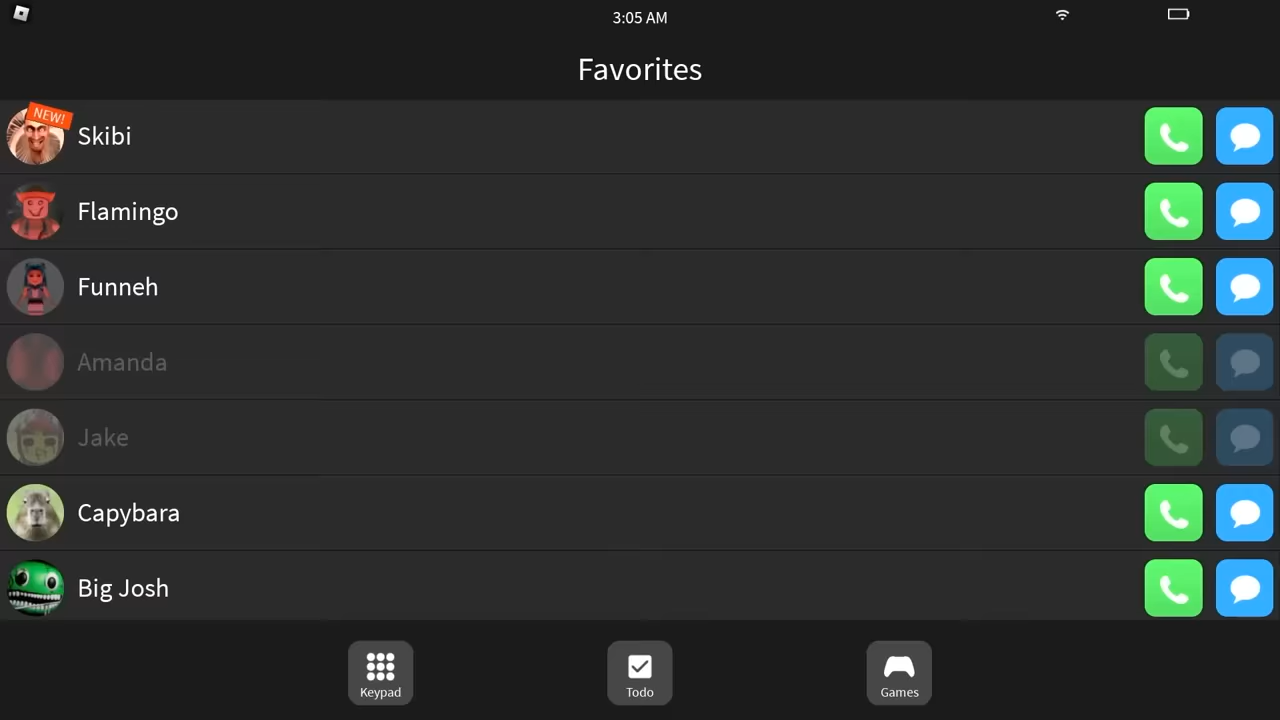 3:05 AM
Favorites
NEW!
Skibi
Flamingo
Funneh
Amanda
Jake
Capybara
Big Josh
Keypad
Todo
Games